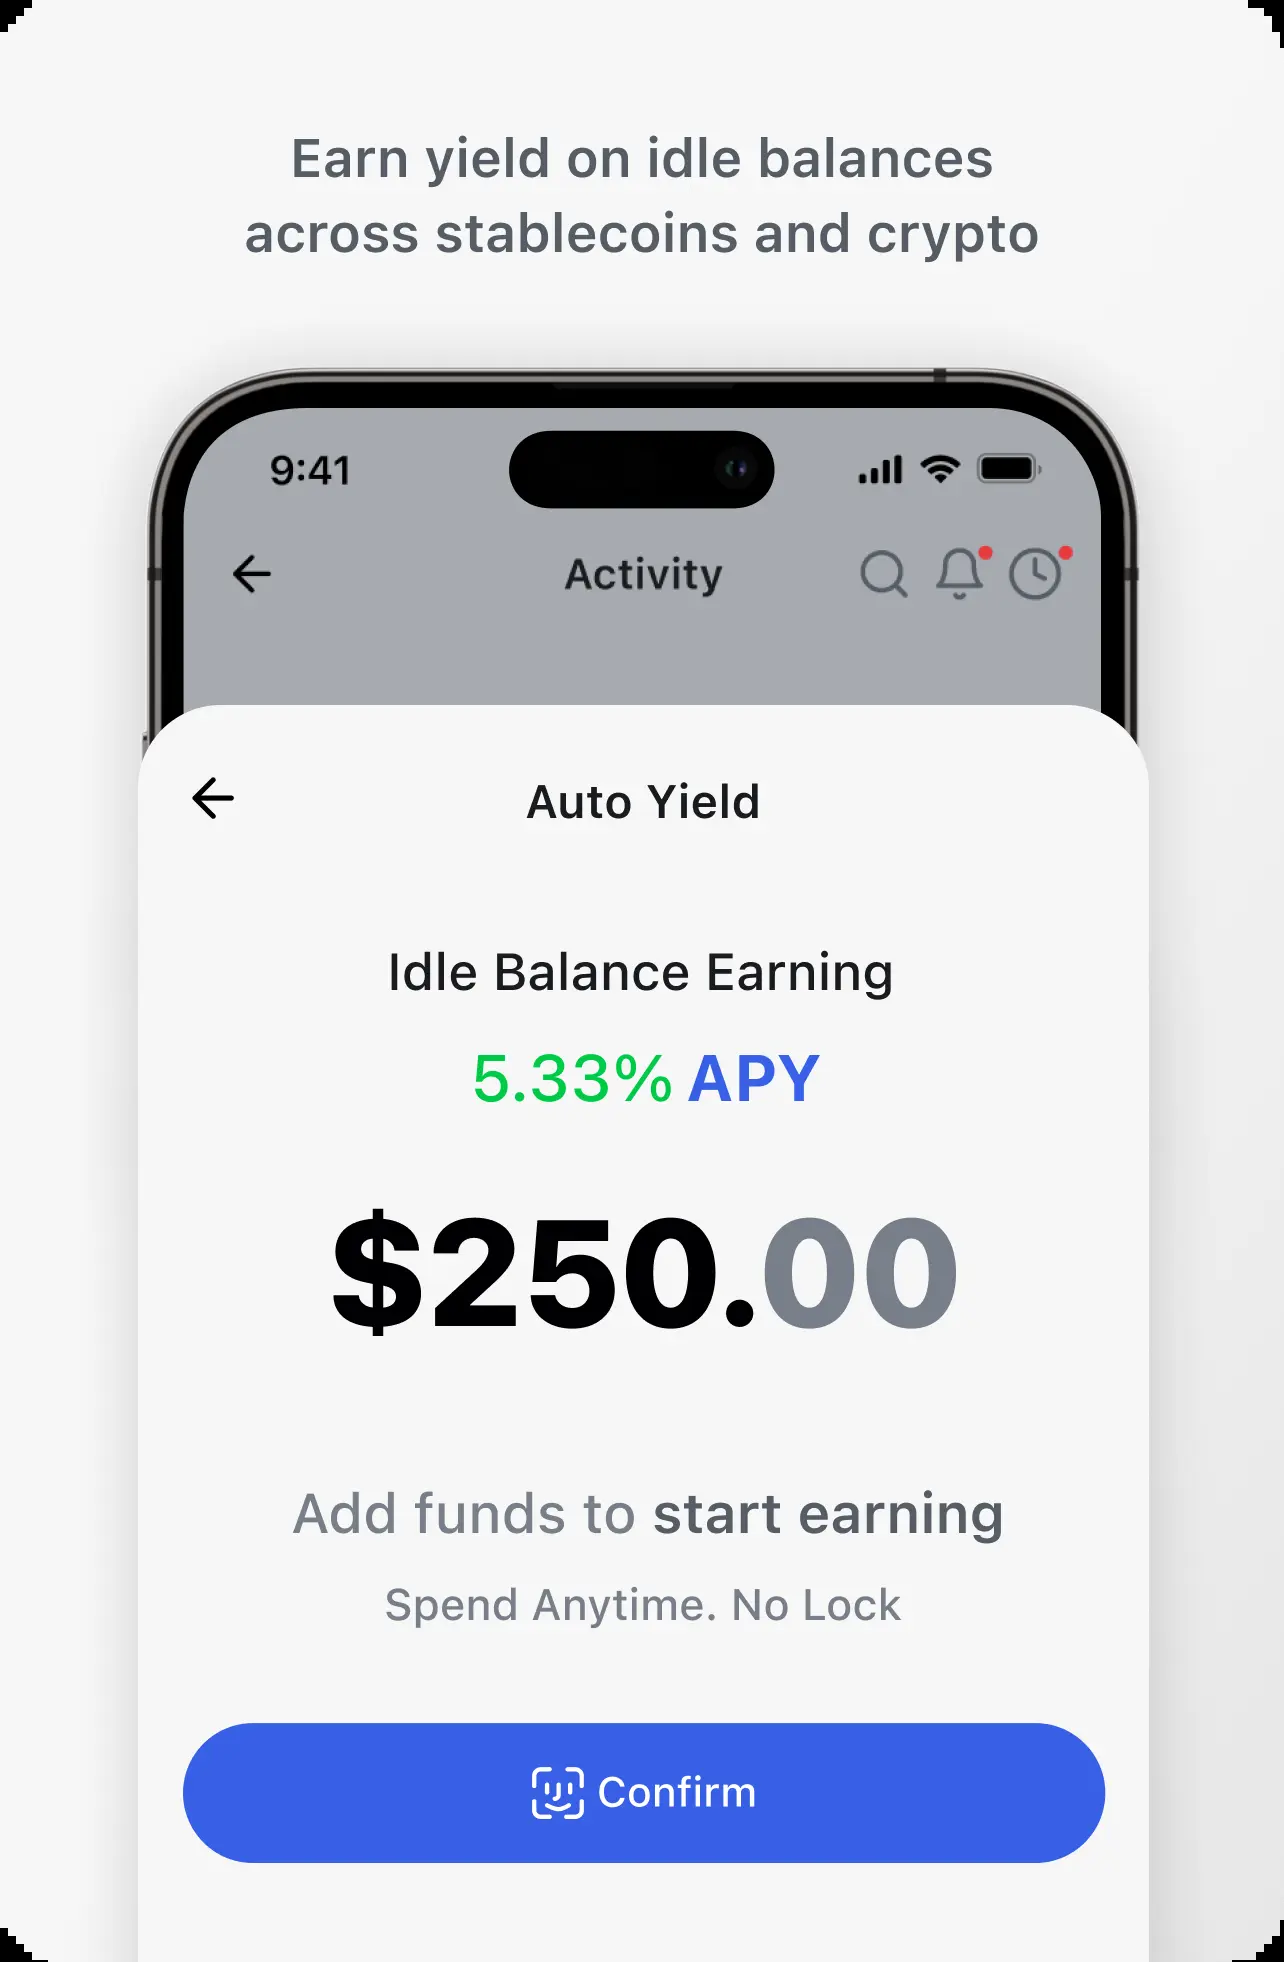 Earn yield on idle balances
across stablecoins and crypto
9:41
Activity
Auto Yield
Idle Balance Earning
5.33% APY
$250.00
Add funds to start earning
Spend Anytime. No Lock
Confirm